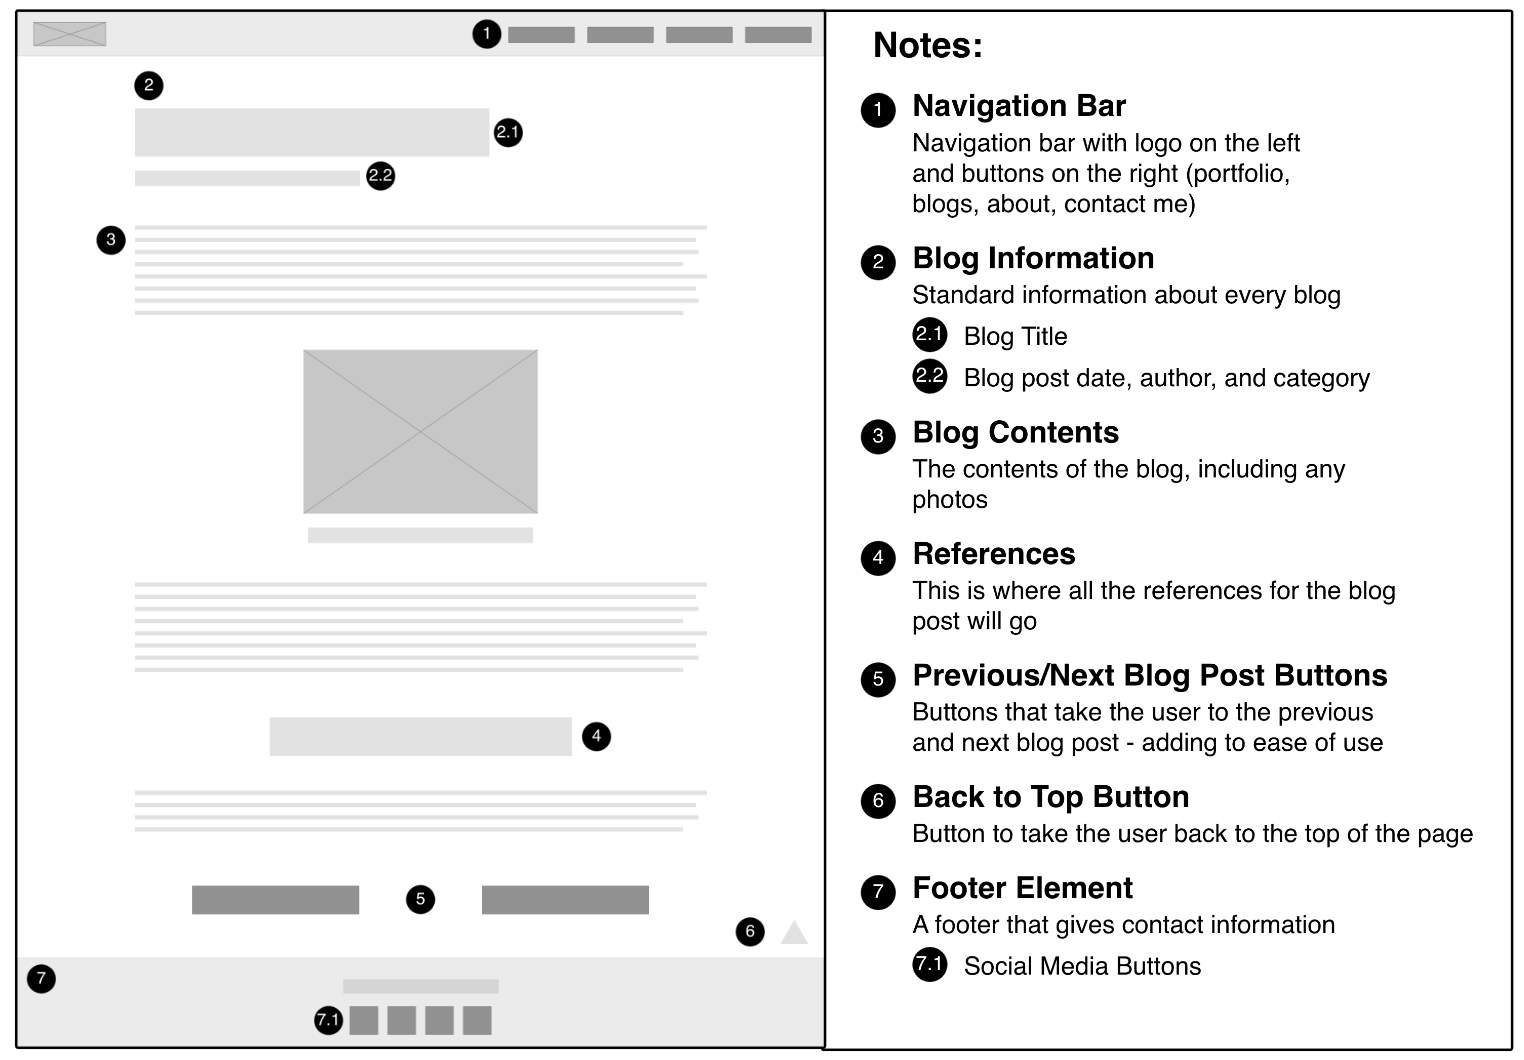 1
2
2.1
2.2
3
4
5
6
7
7.1
Notes:
1 Navigation Bar
Navigation bar with logo on the left
and buttons on the right (portfolio,
blogs, about, contact me)
2 Blog Information
Standard information about every blog
2.1 Blog Title
2.2 Blog post date, author, and category
3 Blog Contents
The contents of the blog, including any
photos
4 References
This is where all the references for the blog
post will go
5 Previous/Next Blog Post Buttons
Buttons that take the user to the previous
and next blog post - adding to ease of use
6 Back to Top Button
Button to take the user back to the top of the page
7 Footer Element
A footer that gives contact information
7.1 Social Media Buttons